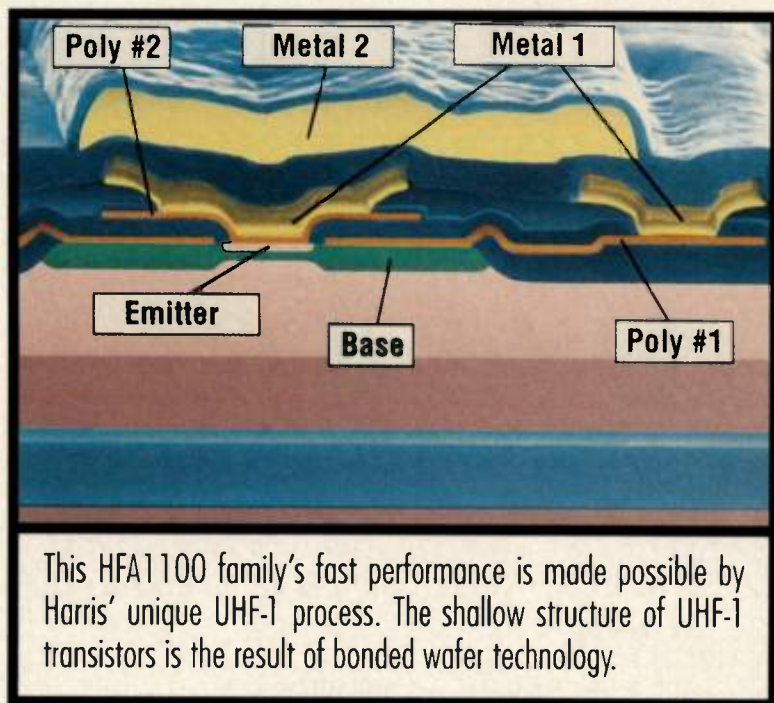 Poly #2
Metal 2
Metal 1
Emitter
Base
Poly #1
This HFA1100 family's fast performance is made possible by
Harris' unique UHF-1 process. The shallow structure of UHF-1
transistors is the result of bonded wafer technology.